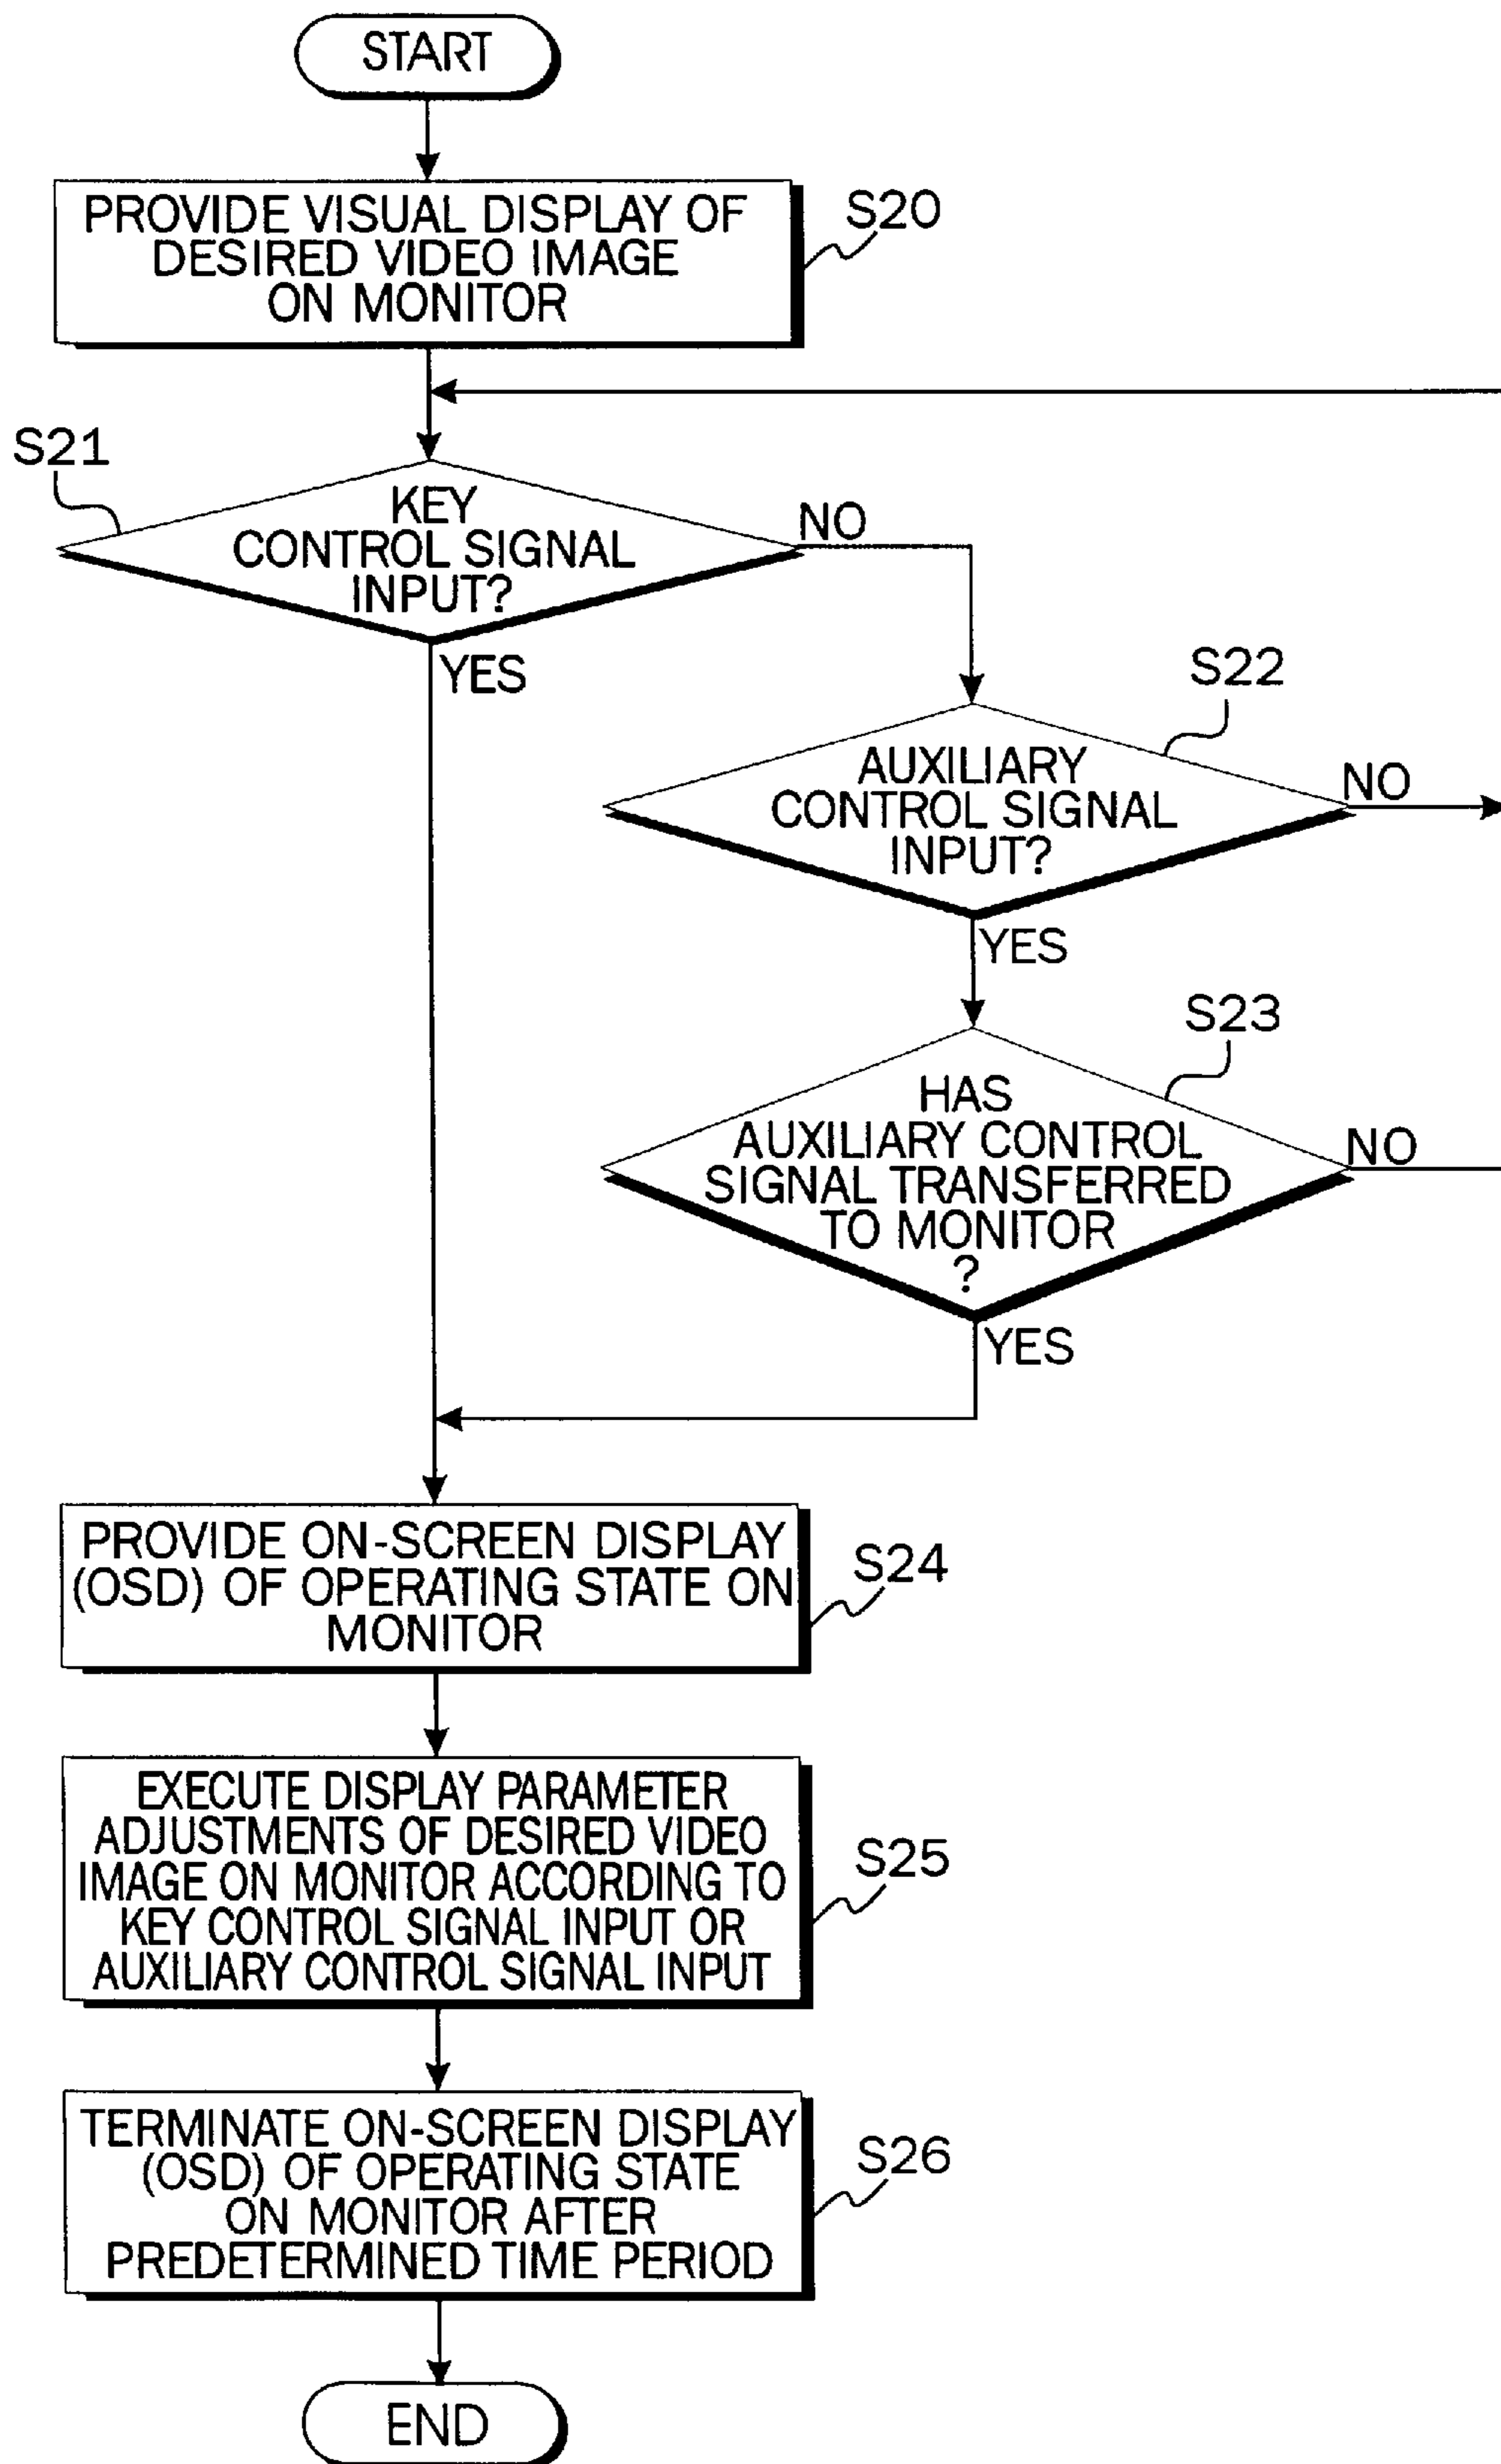 START
PROVIDE VISUAL DISPLAY OF
DESIRED VIDEO IMAGE
ON MONITOR
S20
S21
KEY
CONTROL SIGNAL
INPUT?
NO
YES
S22
AUXILIARY
CONTROL SIGNAL
INPUT?
NO
YES
S23
HAS
AUXILIARY CONTROL
SIGNAL TRANSFERRED
TO MONITOR
?
NO
YES
PROVIDE ON-SCREEN DISPLAY
(OSD) OF OPERATING STATE ON
MONITOR
S24
EXECUTE DISPLAY PARAMETER
ADJUSTMENTS OF DESIRED VIDEO
IMAGE ON MONITOR ACCORDING TO
KEY CONTROL SIGNAL INPUT OR
AUXILIARY CONTROL SIGNAL INPUT
S25
TERMINATE ON-SCREEN DISPLAY
(OSD) OF OPERATING STATE
ON MONITOR AFTER
PREDETERMINED TIME PERIOD
S26
END